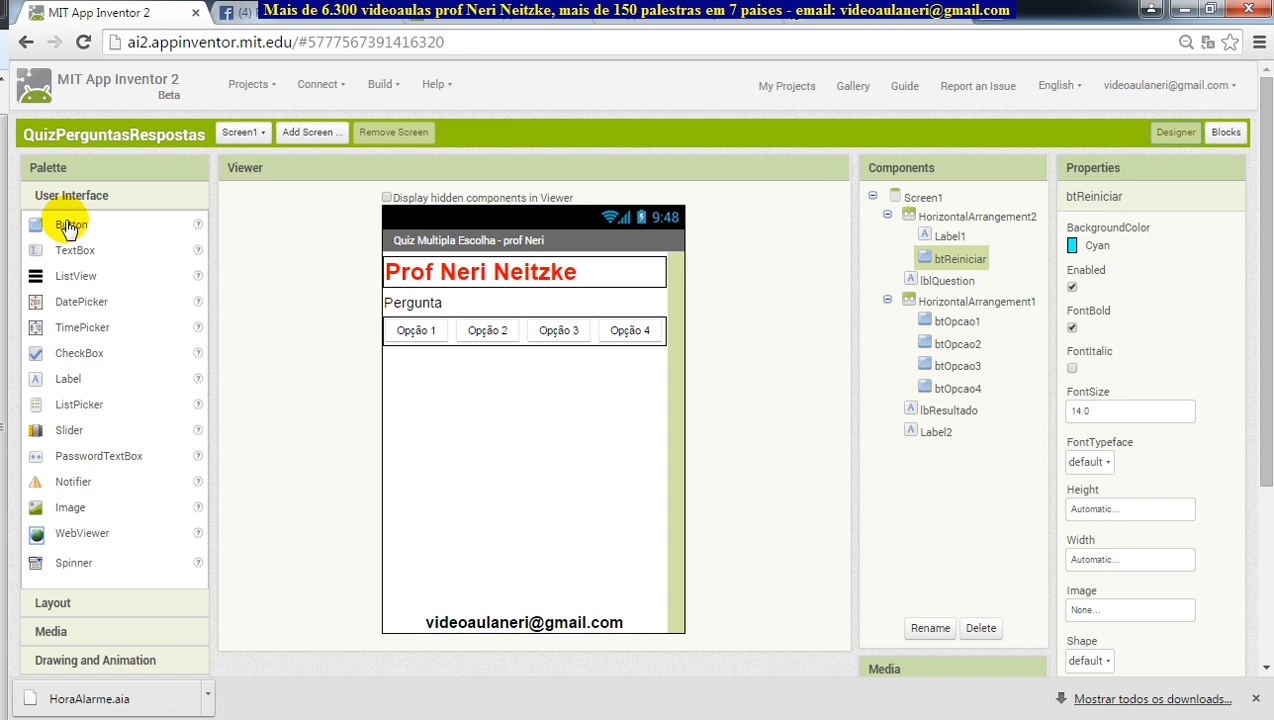 MIT App Inventor 2
Mais de 6.300 videoaulas prof Neri Neitzke, mais de 150 palestras em 7 paises - email: videoaulaneri@gmail.com
ai2.appinventor.mit.edu/#5777567391416320
MIT App Inventor 2
Beta
Projects
Connect
Build
Help
My Projects
Gallery
Guide
Report an Issue
English
videoaulaneri@gmail.com
QuizPerguntasRespostas
Screen1
Add Screen ...
Remove Screen
Designer
Blocks
Palette
User Interface
Button
TextBox
ListView
DatePicker
TimePicker
CheckBox
Label
ListPicker
Slider
PasswordTextBox
Notifier
Image
WebViewer
Spinner
Layout
Media
Drawing and Animation
Viewer
Display hidden components in Viewer
9:48
Quiz Multipla Escolha - prof Neri
Prof Neri Neitzke
Pergunta
Opção 1 Opção 2 Opção 3 Opção 4
videoaulaneri@gmail.com
Components
Screen1
HorizontalArrangement2
Label1
btReiniciar
lblQuestion
HorizontalArrangement1
btOpcao1
btOpcao2
btOpcao3
btOpcao4
lbResultado
Label2
Rename
Delete
Media
Properties
btReiniciar
BackgroundColor
Cyan
Enabled
FontBold
FontItalic
FontSize
14.0
FontTypeface
default
Height
Automatic...
Width
Automatic...
Image
None...
Shape
default
HoraAlarme.aia
Mostrar todos os downloads...